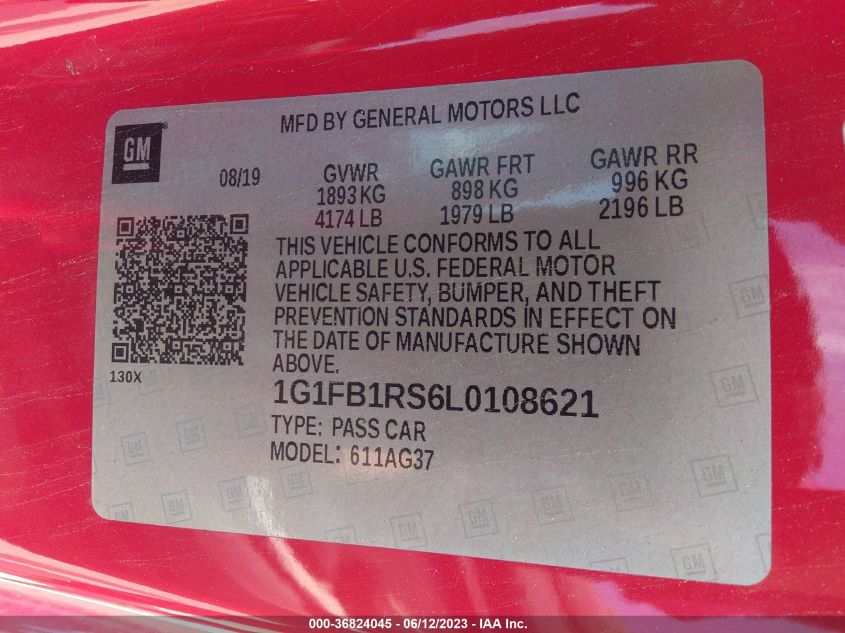 MFD BY GENERAL MOTORS LLC
GM
08/19
GVWR GAWR FRT GAWR RR
1893 KG 898 KG 996 KG
4174 LB 1979 LB 2196 LB
THIS VEHICLE CONFORMS TO ALL
APPLICABLE U.S. FEDERAL MOTOR
VEHICLE SAFETY, BUMPER, AND THEFT
PREVENTION STANDARDS IN EFFECT ON
THE DATE OF MANUFACTURE SHOWN
ABOVE.
130X
1G1FB1RS6L0108621
TYPE: PASS CAR
MODEL: 611AG37
000-36824045 - 06/12/2023 - IAAI.com